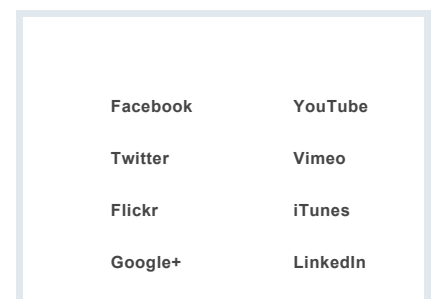 Facebook YouTube
Twitter Vimeo
Flickr iTunes
Google+ LinkedIn